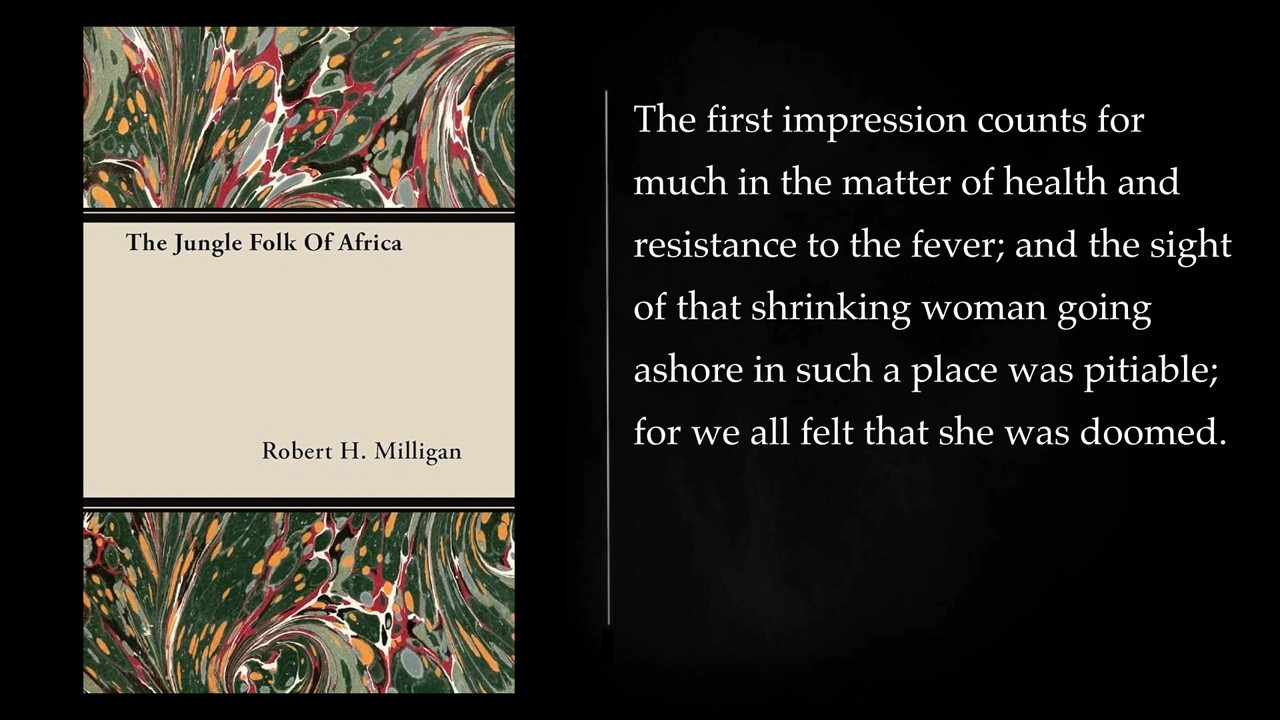 The Jungle Folk Of Africa
Robert H. Milligan
The first impression counts for
much in the matter of health and
resistance to the fever; and the sight
of that shrinking woman going
ashore in such a place was pitiable;
for we all felt that she was doomed.